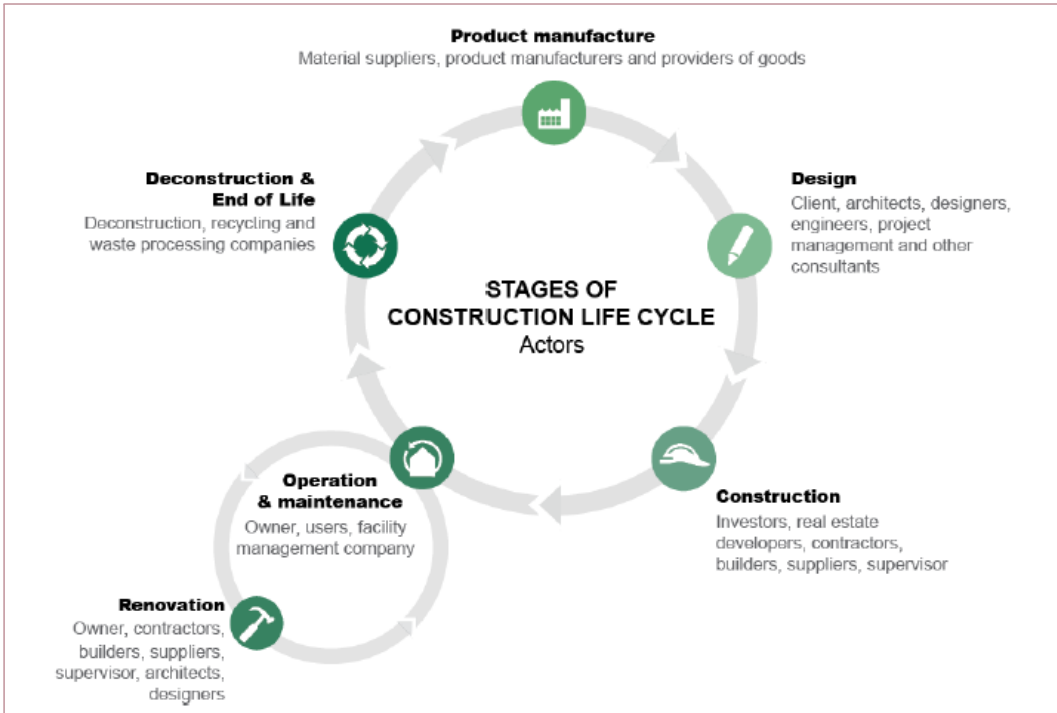 Product manufacture
Material suppliers, product manufacturers and providers of goods
Deconstruction &
End of Life
Deconstruction, recycling and
waste processing companies
Design
Client, architects, designers,
engineers, project
management and other
consultants
STAGES OF
CONSTRUCTION LIFE CYCLE
Actors
Operation
& maintenance
Owner, users, facility
management company
Construction
Investors, real estate
developers, contractors,
builders, suppliers, supervisor
Renovation
Owner, contractors,
builders, suppliers,
supervisor, architects,
designers